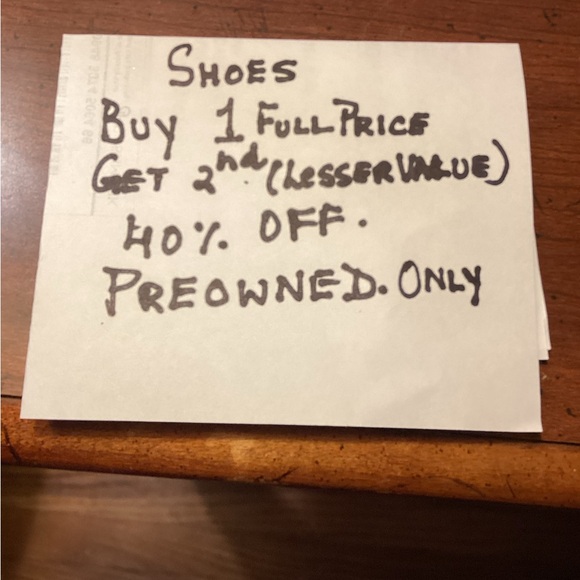 SHOES
BUY 1 FULL PRICE
GET 2nd (LESSER VALUE)
40% OFF.
PREOWNED. ONLY